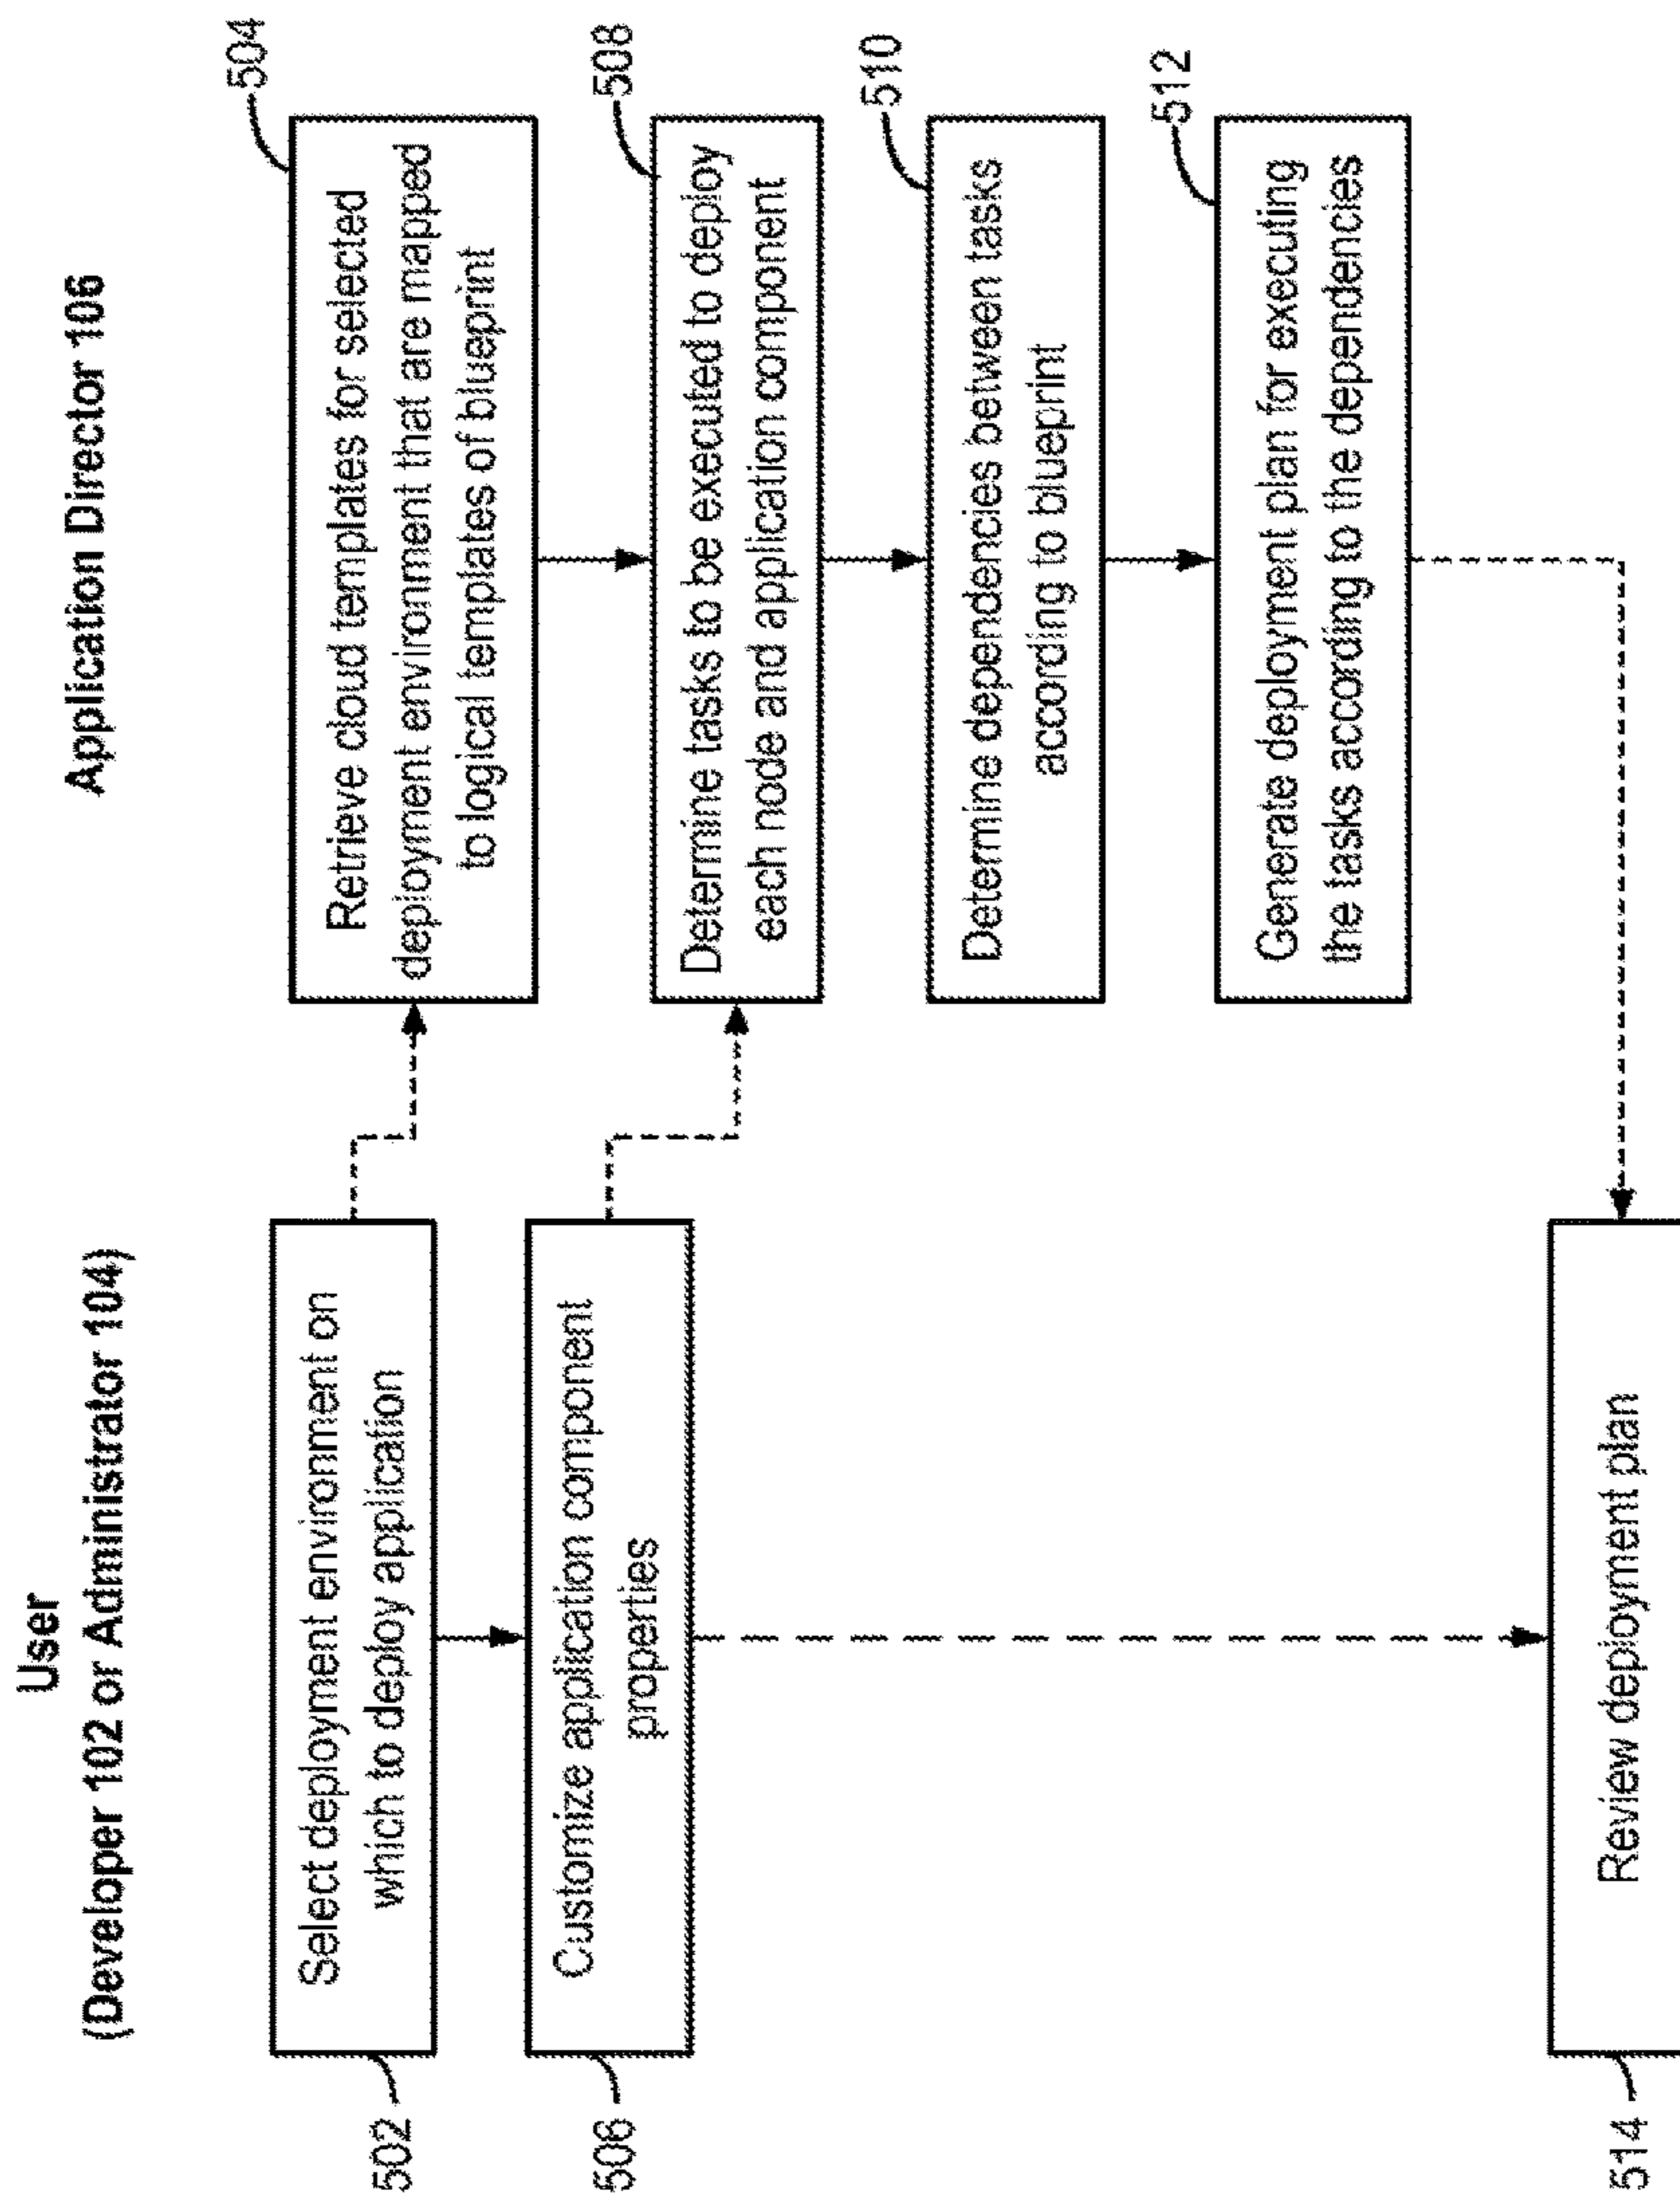 User
(Developer 102 or Administrator 104)
Application Director 106
502
Select deployment environment on
which to deploy application
504
Retrieve cloud templates for selected
deployment environment that are mapped
to logical templates of blueprint
506
Customize application component
properties
508
Determine tasks to be executed to deploy
each node and application component
510
Determine dependencies between tasks
according to blueprint
512
Generate deployment plan for executing
the tasks according to the dependencies
514
Review deployment plan